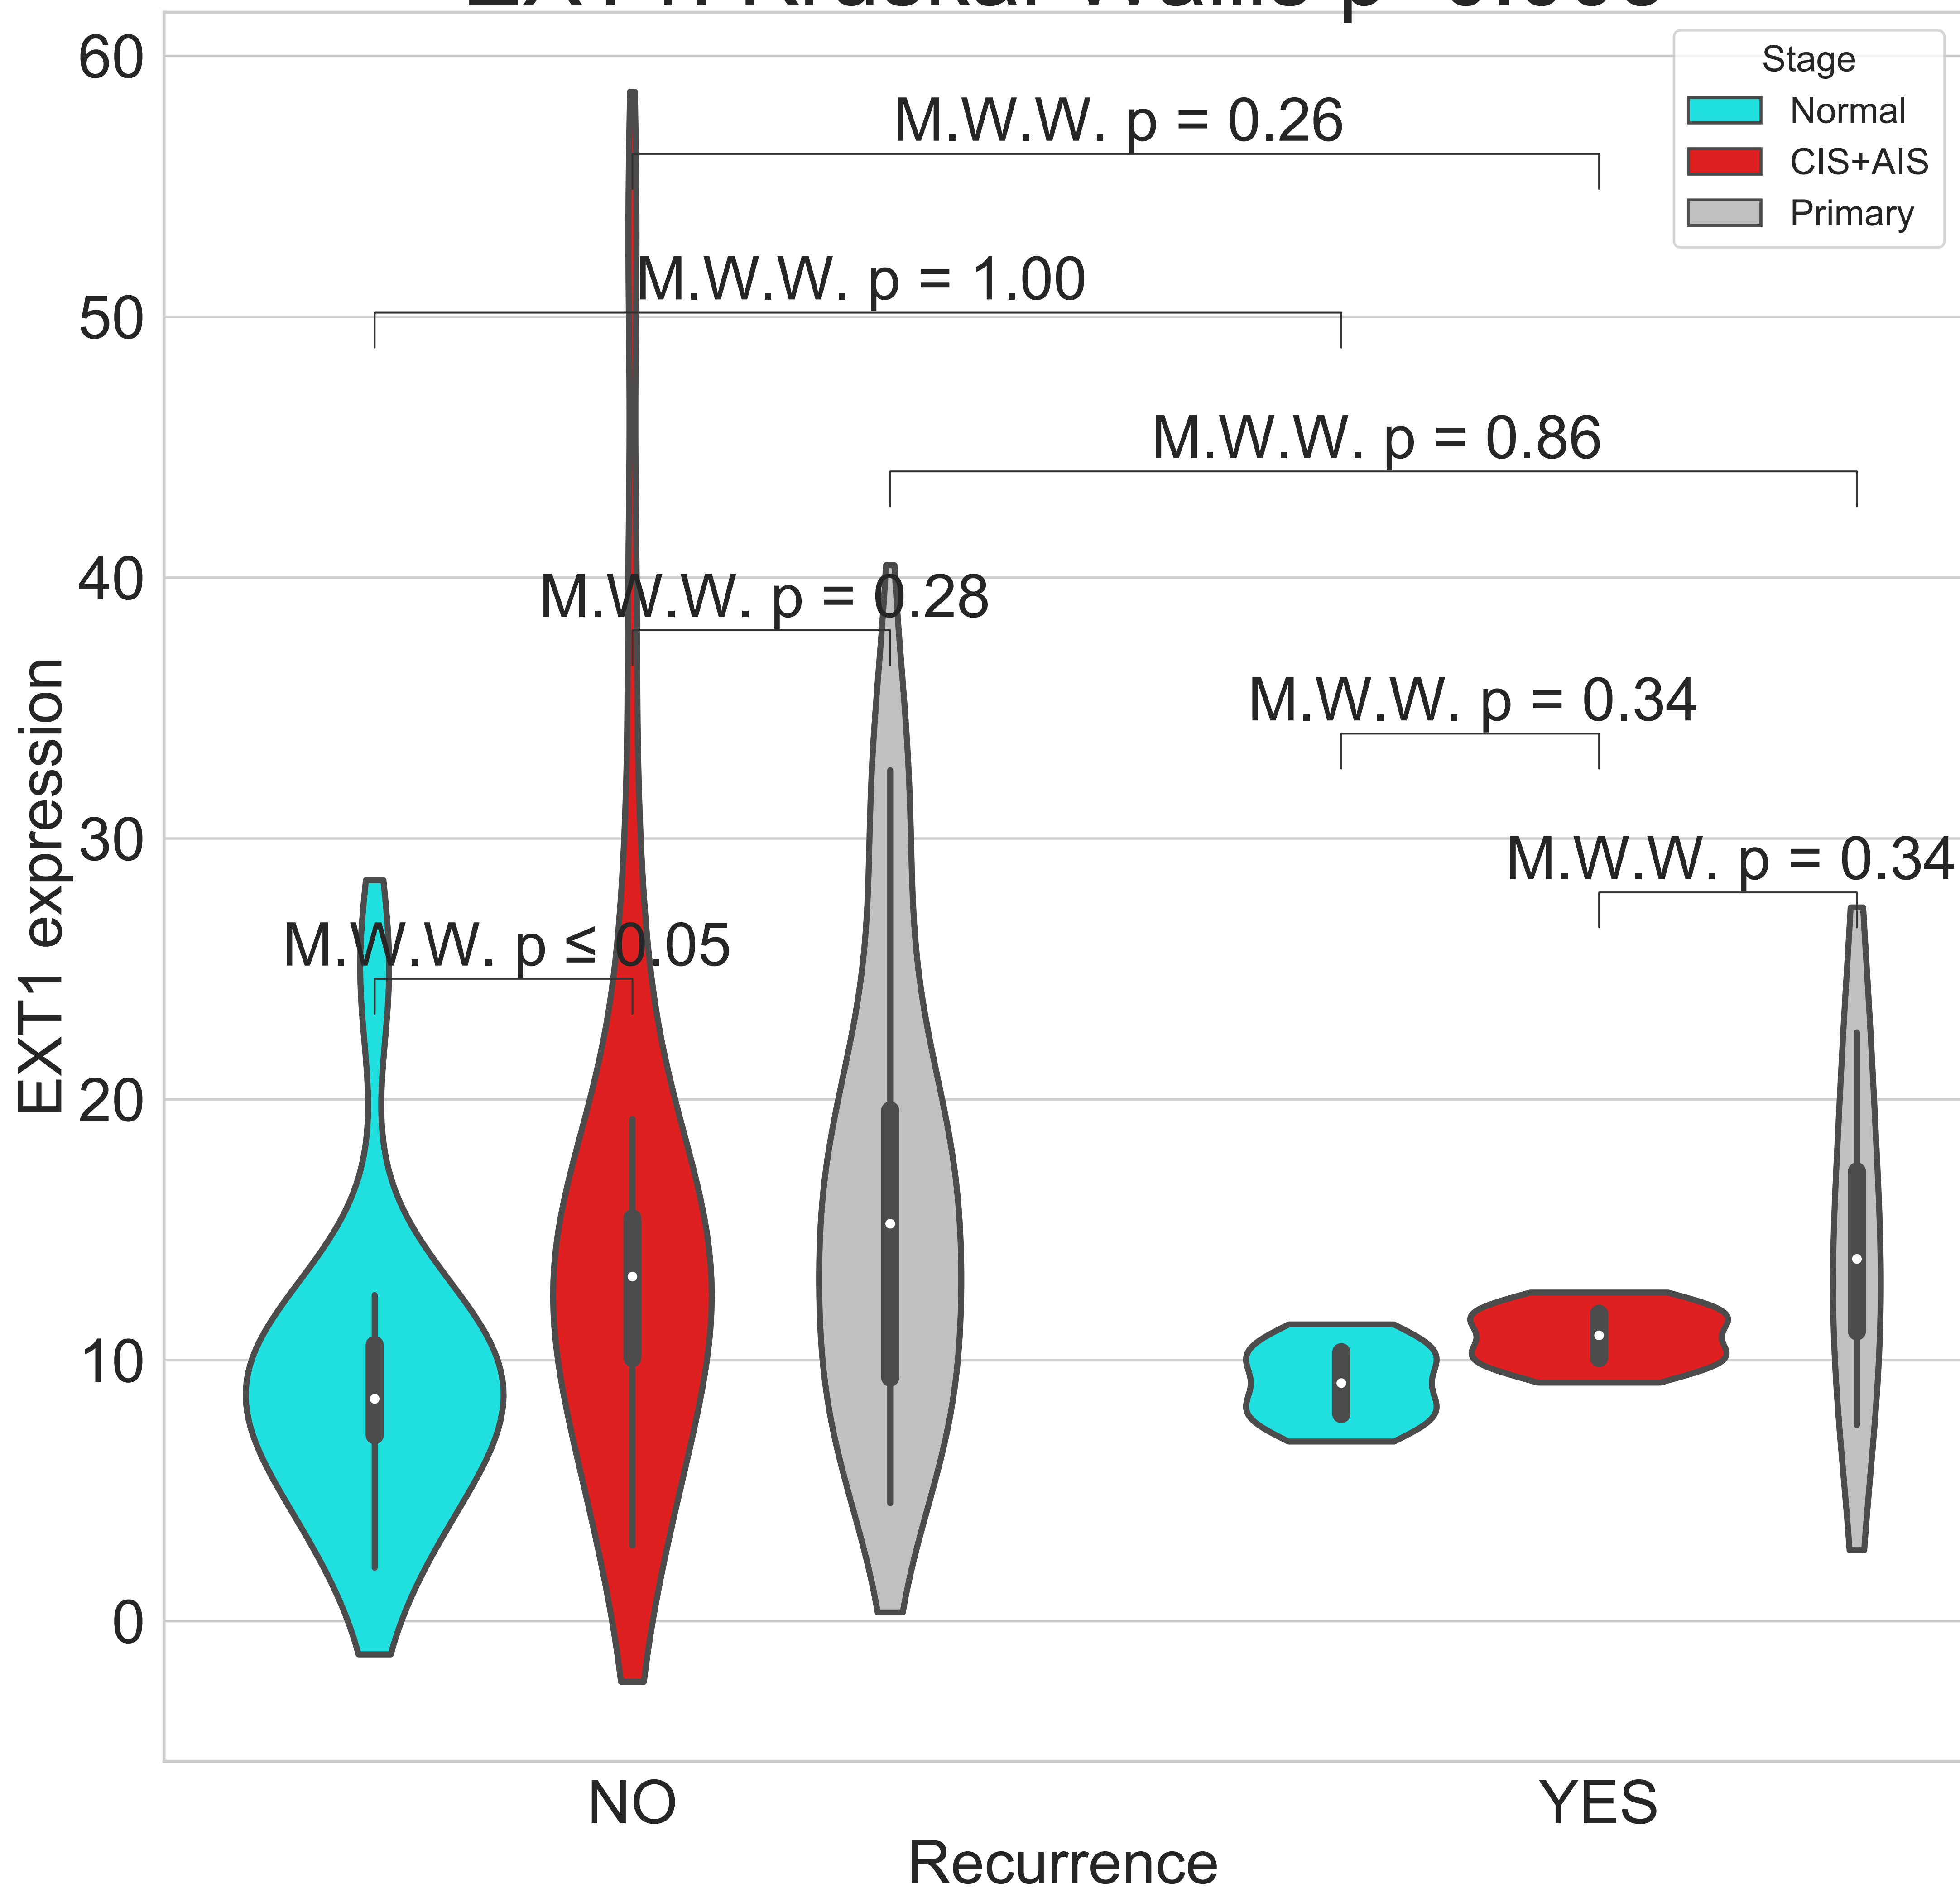 60
50
40
30
20
10
0
EXT1 expression
Stage
Normal
CIS+AIS
Primary
M.W.W. p = 0.26
M.W.W. p = 1.00
M.W.W. p = 0.86
M.W.W. p = 0.28
M.W.W. p = 0.34
M.W.W. p = 0.34
M.W.W. p ≤ 0.05
NO
YES
Recurrence